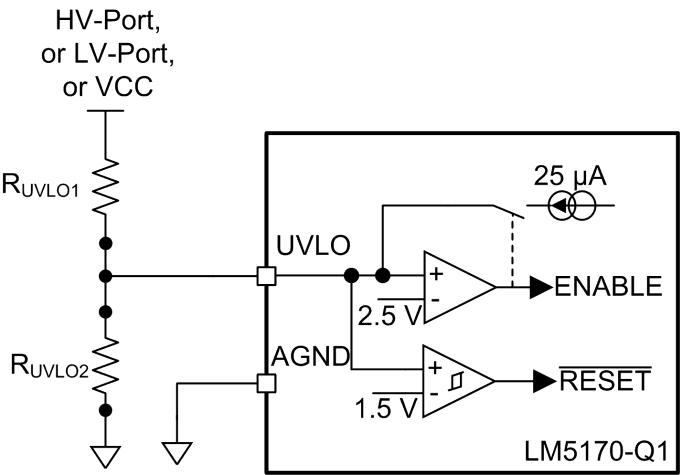 HV-Port,
or LV-Port,
or VCC
RUVLO1
25 µA
UVLO
+
-
2.5 V
ENABLE
RUVLO2
AGND
+
-
1.5 V
RESET
LM5170-Q1